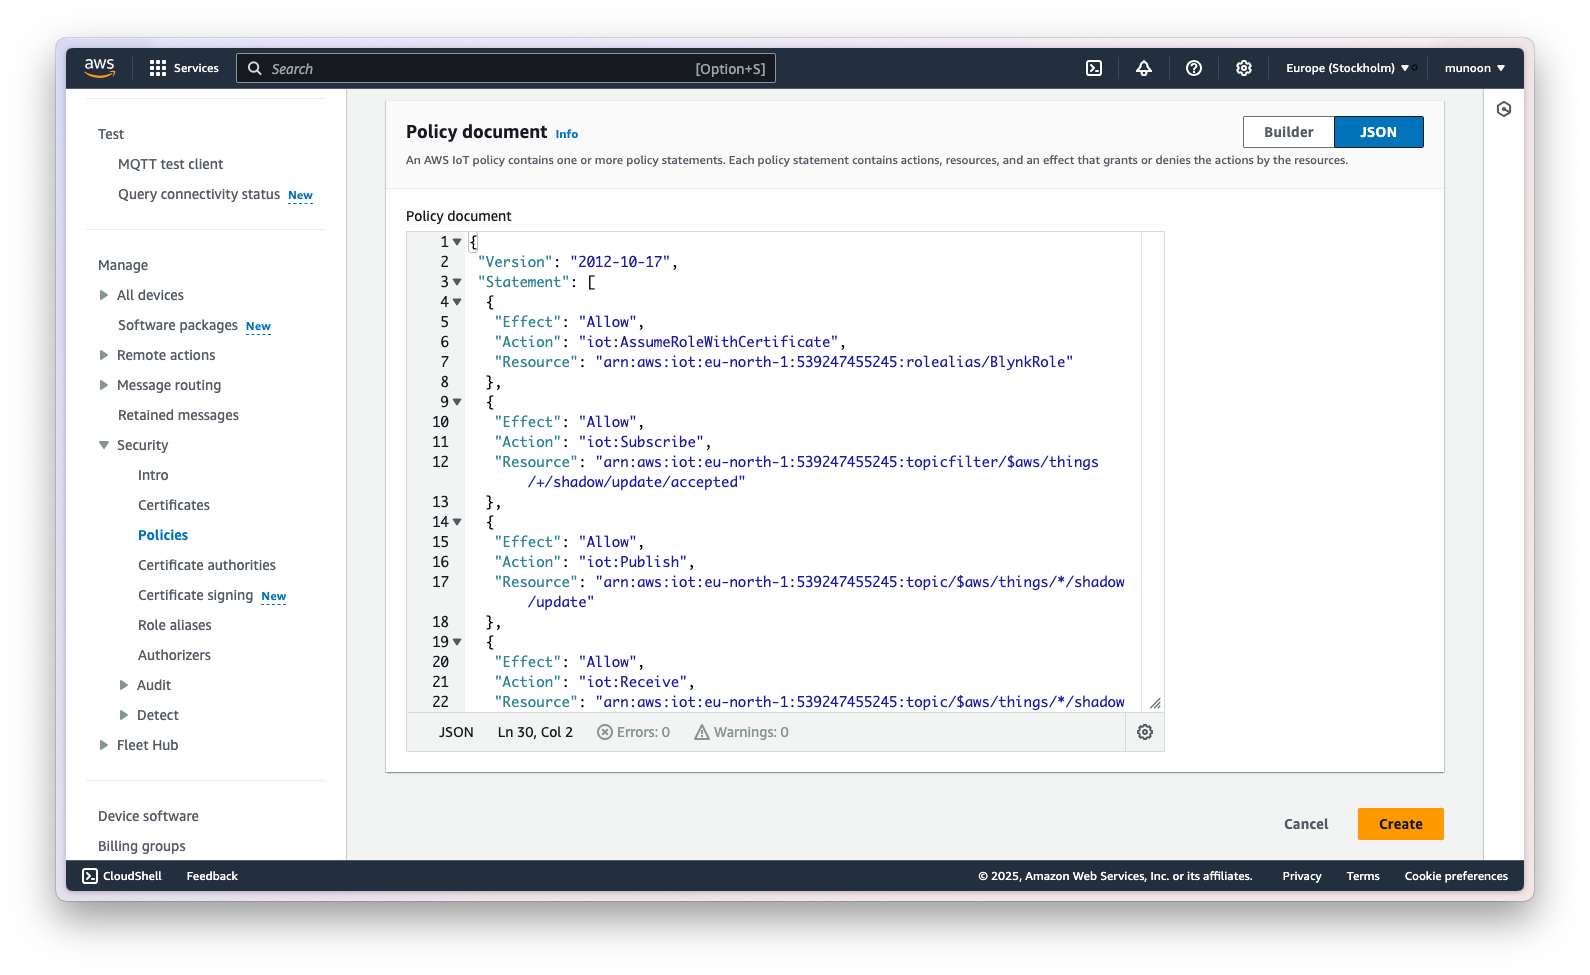 aws
Services
Search
[Option+S]
Europe (Stockholm)
munoon
Test
MQTT test client
Query connectivity status New
Manage
All devices
Software packages New
Remote actions
Message routing
Retained messages
Security
Intro
Certificates
Policies
Certificate authorities
Certificate signing New
Role aliases
Authorizers
Audit
Detect
Fleet Hub
Device software
Billing groups
Policy document Info
Builder
JSON
An AWS IoT policy contains one or more policy statements. Each policy statement contains actions, resources, and an effect that grants or denies the actions by the resources.
Policy document
1 {
2 "Version": "2012-10-17",
3 "Statement": [
4 {
5 "Effect": "Allow",
6 "Action": "iot:AssumeRoleWithCertificate",
7 "Resource": "arn:aws:iot:eu-north-1:539247455245:rolealias/BlynkRole"
8 },
9 {
10 "Effect": "Allow",
11 "Action": "iot:Subscribe",
12 "Resource": "arn:aws:iot:eu-north-1:539247455245:topicfilter/$aws/things
/+/shadow/update/accepted"
13 },
14 {
15 "Effect": "Allow",
16 "Action": "iot:Publish",
17 "Resource": "arn:aws:iot:eu-north-1:539247455245:topic/$aws/things/*/shadow
/update"
18 },
19 {
20 "Effect": "Allow",
21 "Action": "iot:Receive",
22 "Resource": "arn:aws:iot:eu-north-1:539247455245:topic/$aws/things/*/shadow
JSON
Ln 30, Col 2
Errors: 0
Warnings: 0
Cancel
Create
CloudShell
Feedback
© 2025, Amazon Web Services, Inc. or its affiliates.
Privacy
Terms
Cookie preferences